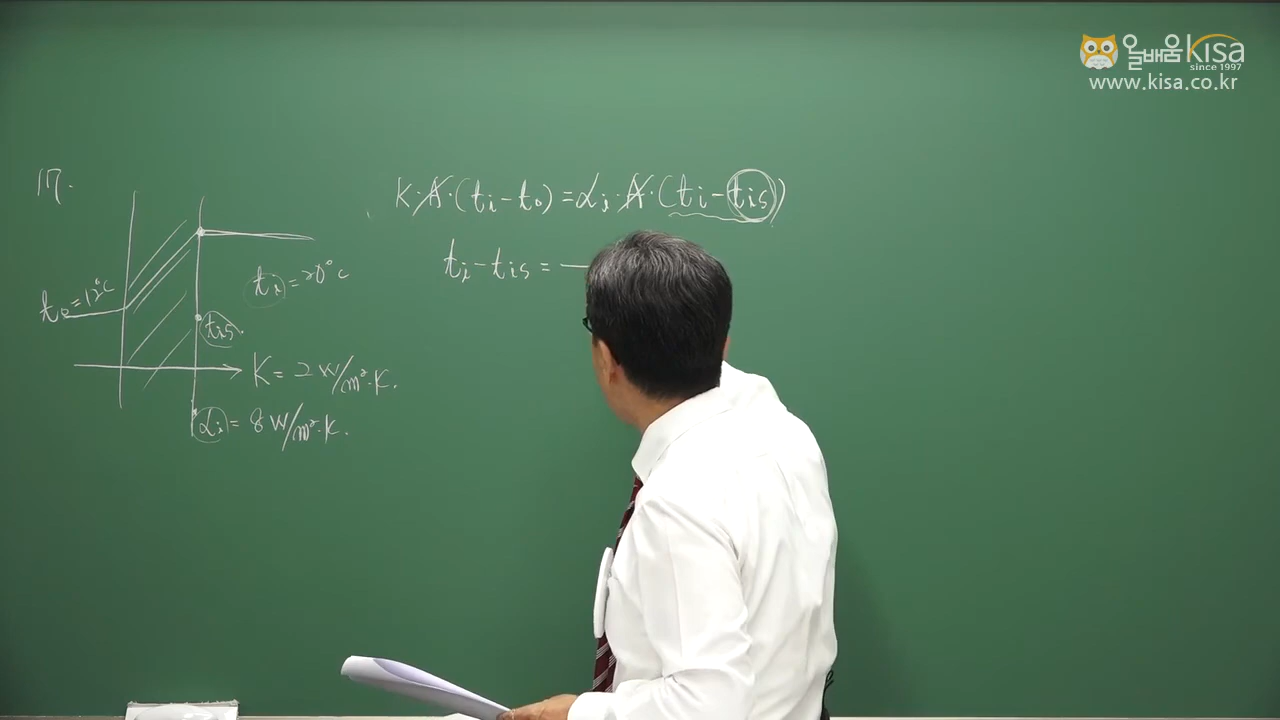 일배움kisa
since 1997
www.kisa.co.kr
17.
K·A·(ti-to)=αi·A·(ti-tis)
ti-tis=
ti=20°C
to=12°C
tis
K=2W/m²·K.
αi=8W/m²·K.